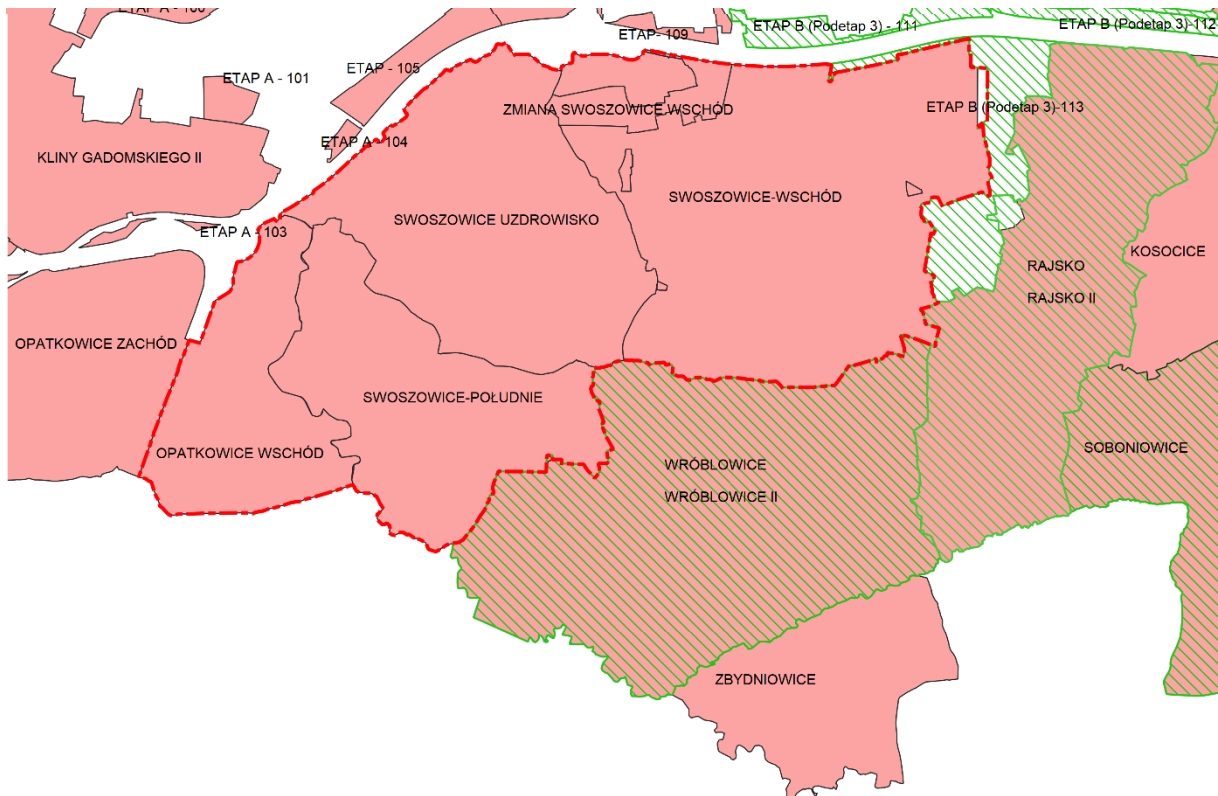 ETAP A - 106
ETAP - 109
ETAP B (Podetap 3) - 111
ETAP B (Podetap 3)-112
ETAP - 105
ETAP A - 101
ZMIANA SWOSZOWICE WSCHÓD
ETAP B (Podetap 3)-113
ETAP A - 104
KLINY GADOMSKIEGO II
SWOSZOWICE-WSCHÓD
SWOSZOWICE UZDROWISKO
ETAP A - 103
KOSOCICE
RAJSKO
RAJSKO II
OPATKOWICE ZACHÓD
SWOSZOWICE-POŁUDNIE
SOBONIOWICE
OPATKOWICE WSCHÓD
WRÓBLOWICE
WRÓBLOWICE II
ZBYDNIOWICE